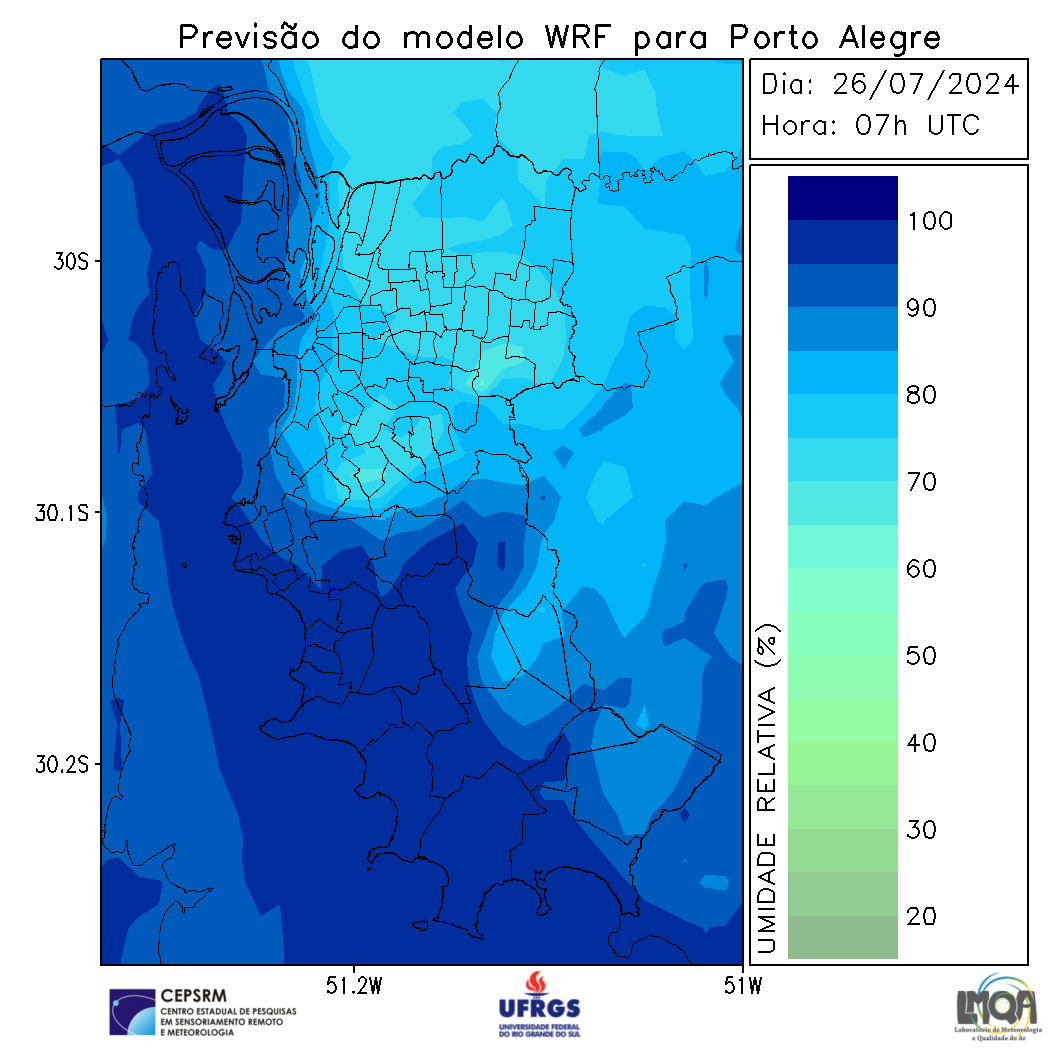 Previsão do modelo WRF para Porto Alegre
Dia: 26/07/2024
Hora: 07h UTC
30S
30.1S
30.2S
51.2W
51W
100
90
80
70
60
50
40
30
20
UMIDADE RELATIVA (%)
CEPSRM
CENTRO ESTADUAL DE PESQUISAS
EM SENSORIAMENTO REMOTO
E METEOROLOGIA
UFRGS
UNIVERSIDADE FEDERAL
DO RIO GRANDE DO SUL
LMQA
Laboratório de Meteorologia
e Qualidade do Ar